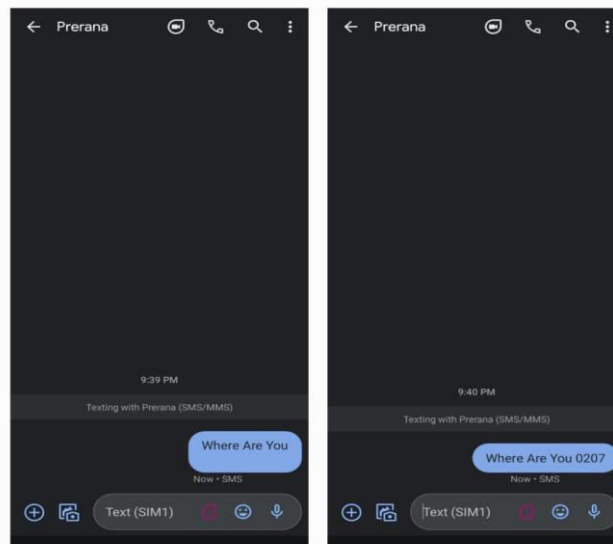 Prerana
9:39 PM
Texting with Prerana (SMS/MMS)
Where Are You
Now • SMS
Text (SIM1)
Prerana
9:40 PM
Texting with Prerana (SMS/MMS)
Where Are You 0207
Now • SMS
Text (SIM1)